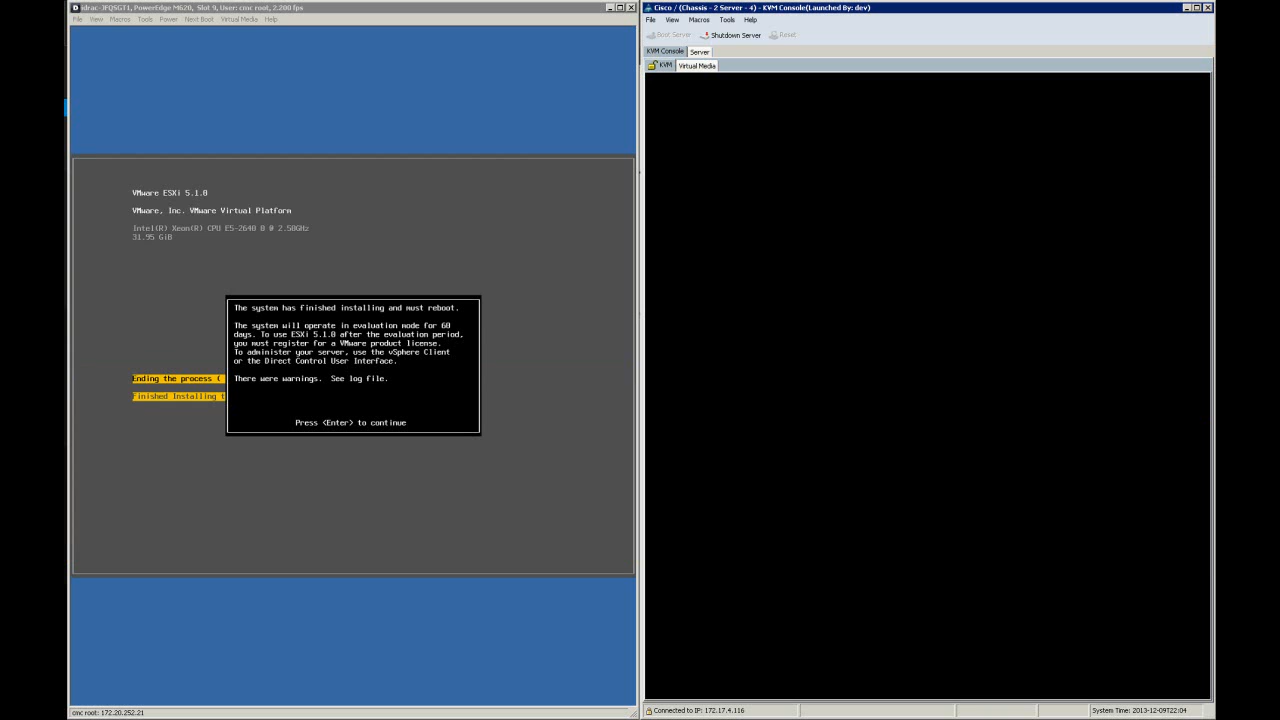 idrac-JFQSGT1, PowerEdge M620, Slot 9, User: cmc root, 2.200 fps
File View Macros Tools Power Next Boot Virtual Media Help
VMware ESXi 5.1.0
VMware, Inc. VMware Virtual Platform
Intel(R) Xeon(R) CPU E5-2640 0 @ 2.50GHz
31.95 GiB
The system has finished installing and must reboot.
The system will operate in evaluation mode for 60
days. To use ESXi 5.1.0 after the evaluation period,
you must register for a VMware product license.
To administer your server, use the vSphere Client
or the Direct Control User Interface.
Ending the process (
There were warnings. See log file.
Finished Installing t
Press <Enter> to continue
cmc root: 172.20.252.21
Cisco / (Chassis - 2 Server - 4) - KVM Console(Launched By: dev)
File View Macros Tools Help
Boot Server Shutdown Server Reset
KVM Console Server
KVM Virtual Media
Connected to IP: 172.17.4.116
System Time: 2013-12-09T22:04